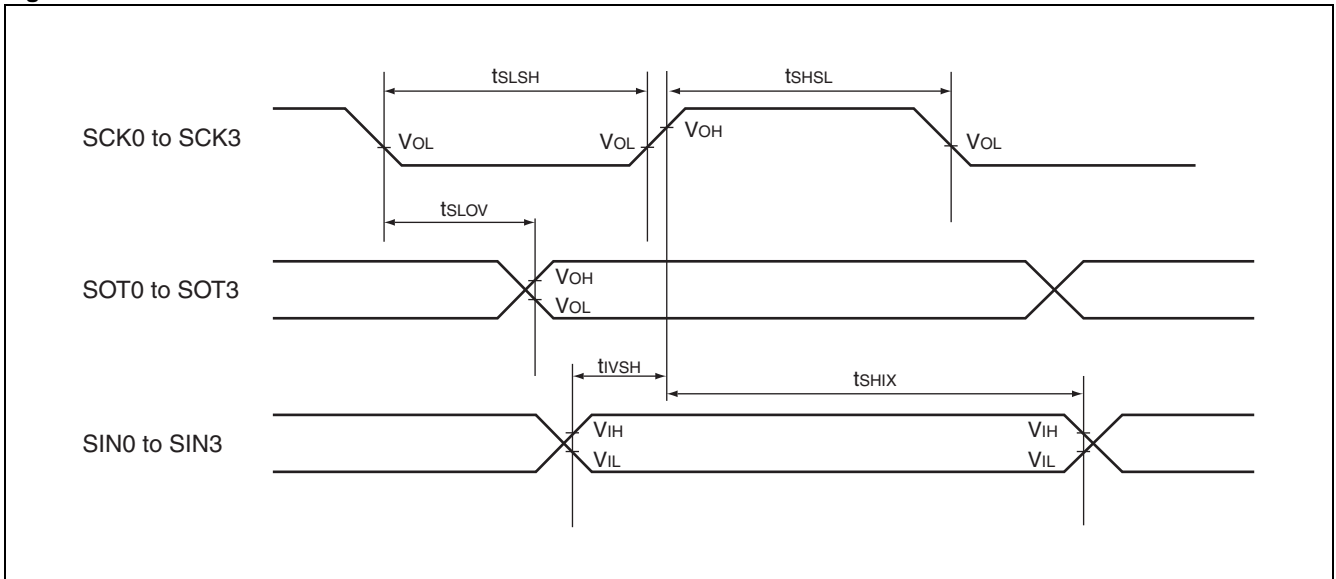 tSLSH tSHSL
SCK0 to SCK3 VOL VOL VOH VOL
tSLOV
SOT0 to SOT3 VOH
VOL
tIVSH tSHIX
SIN0 to SIN3 VIH VIH
VIL VIL